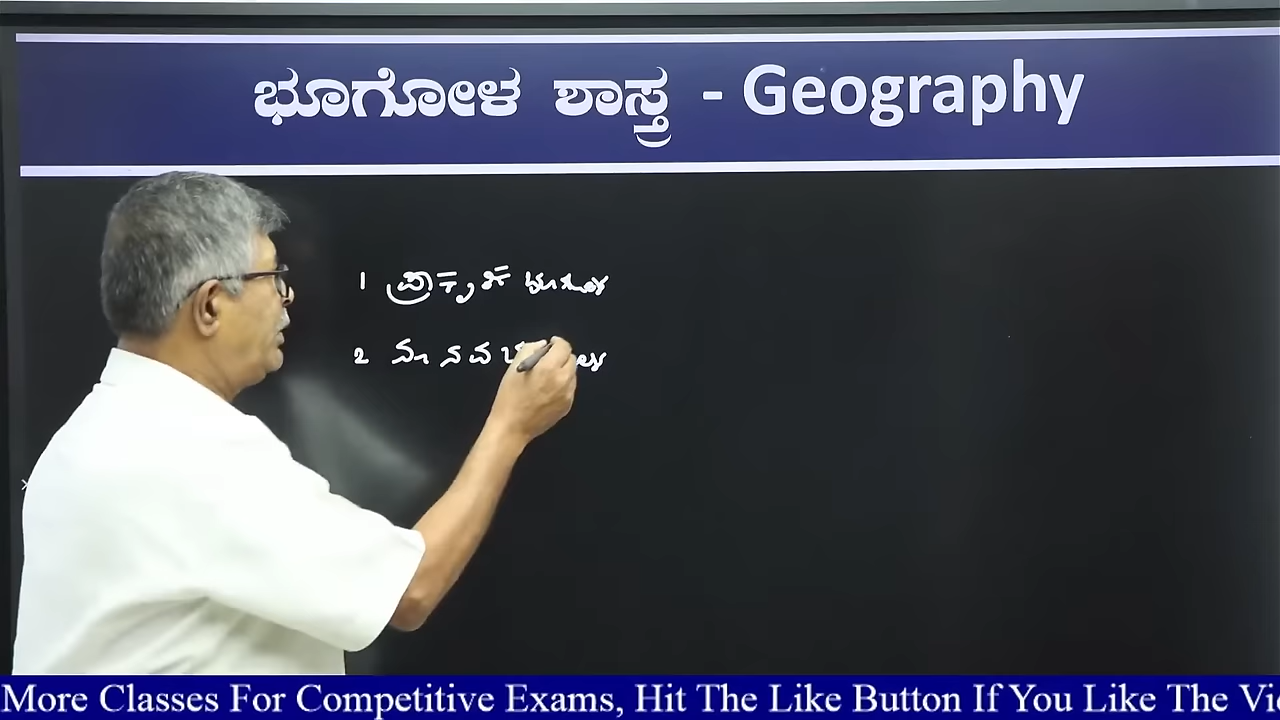 ಭೂಗೋಳ ಶಾಸ್ತ್ರ - Geography
1 ಪ್ರಾಕೃತಿಕ ಭೂಗೋಳ
2 ಮಾನವ
More Classes For Competitive Exams, Hit The Like Button If You Like The Vi